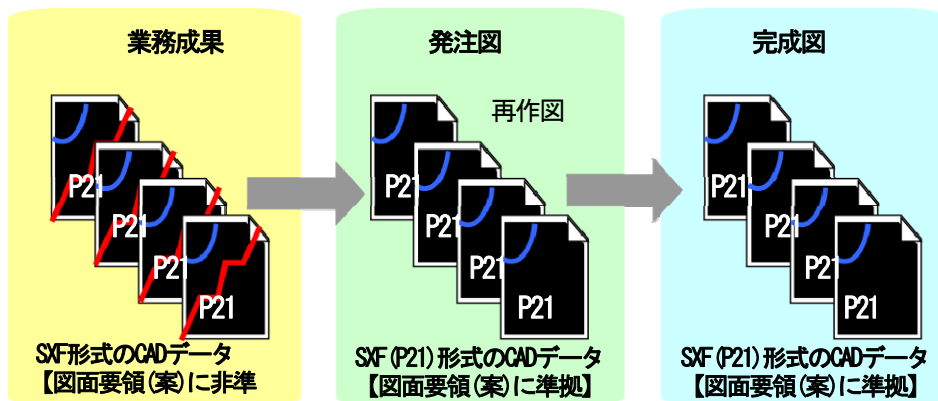 業務成果
P21
P21
P21
P21
SXF形式のCADデータ
【図面要領(案)に非準
発注図
再作図
P21
P21
P21
P21
SXF(P21)形式のCADデータ
【図面要領(案)に準拠】
完成図
P21
P21
P21
P21
SXF(P21)形式のCADデータ
【図面要領(案)に準拠】